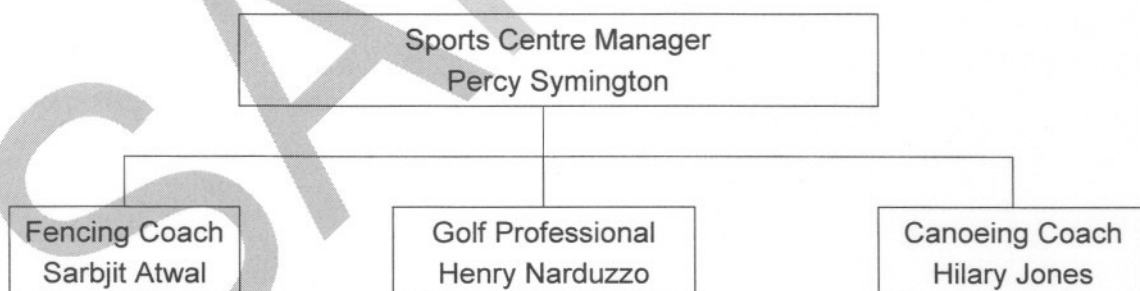 Sports Centre Manager
Percy Symington
Fencing Coach
Sarbjit Atwal
Golf Professional
Henry Narduzzo
Canoeing Coach
Hilary Jones